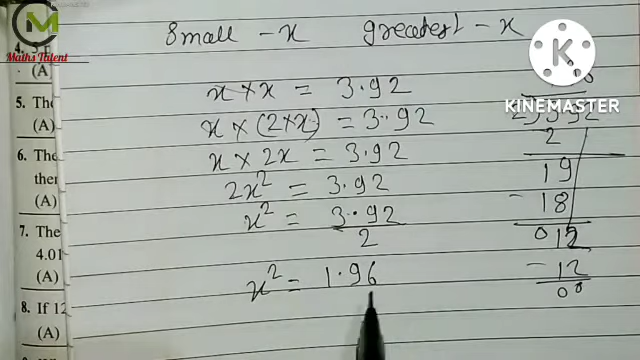 Small - x greatest - x
x × x = 3.92
x × (2 × x) = 3.92
x × 2x = 3.92
2x² = 3.92
x² = 3.92
2
x² = 1.96
2
19
- 18
012
- 12
00
Maths Talent
KINEMASTER
(A
5. The
(A)
6. The
then
(A)
7. The
4.01
(A)
8. If 12
(A)